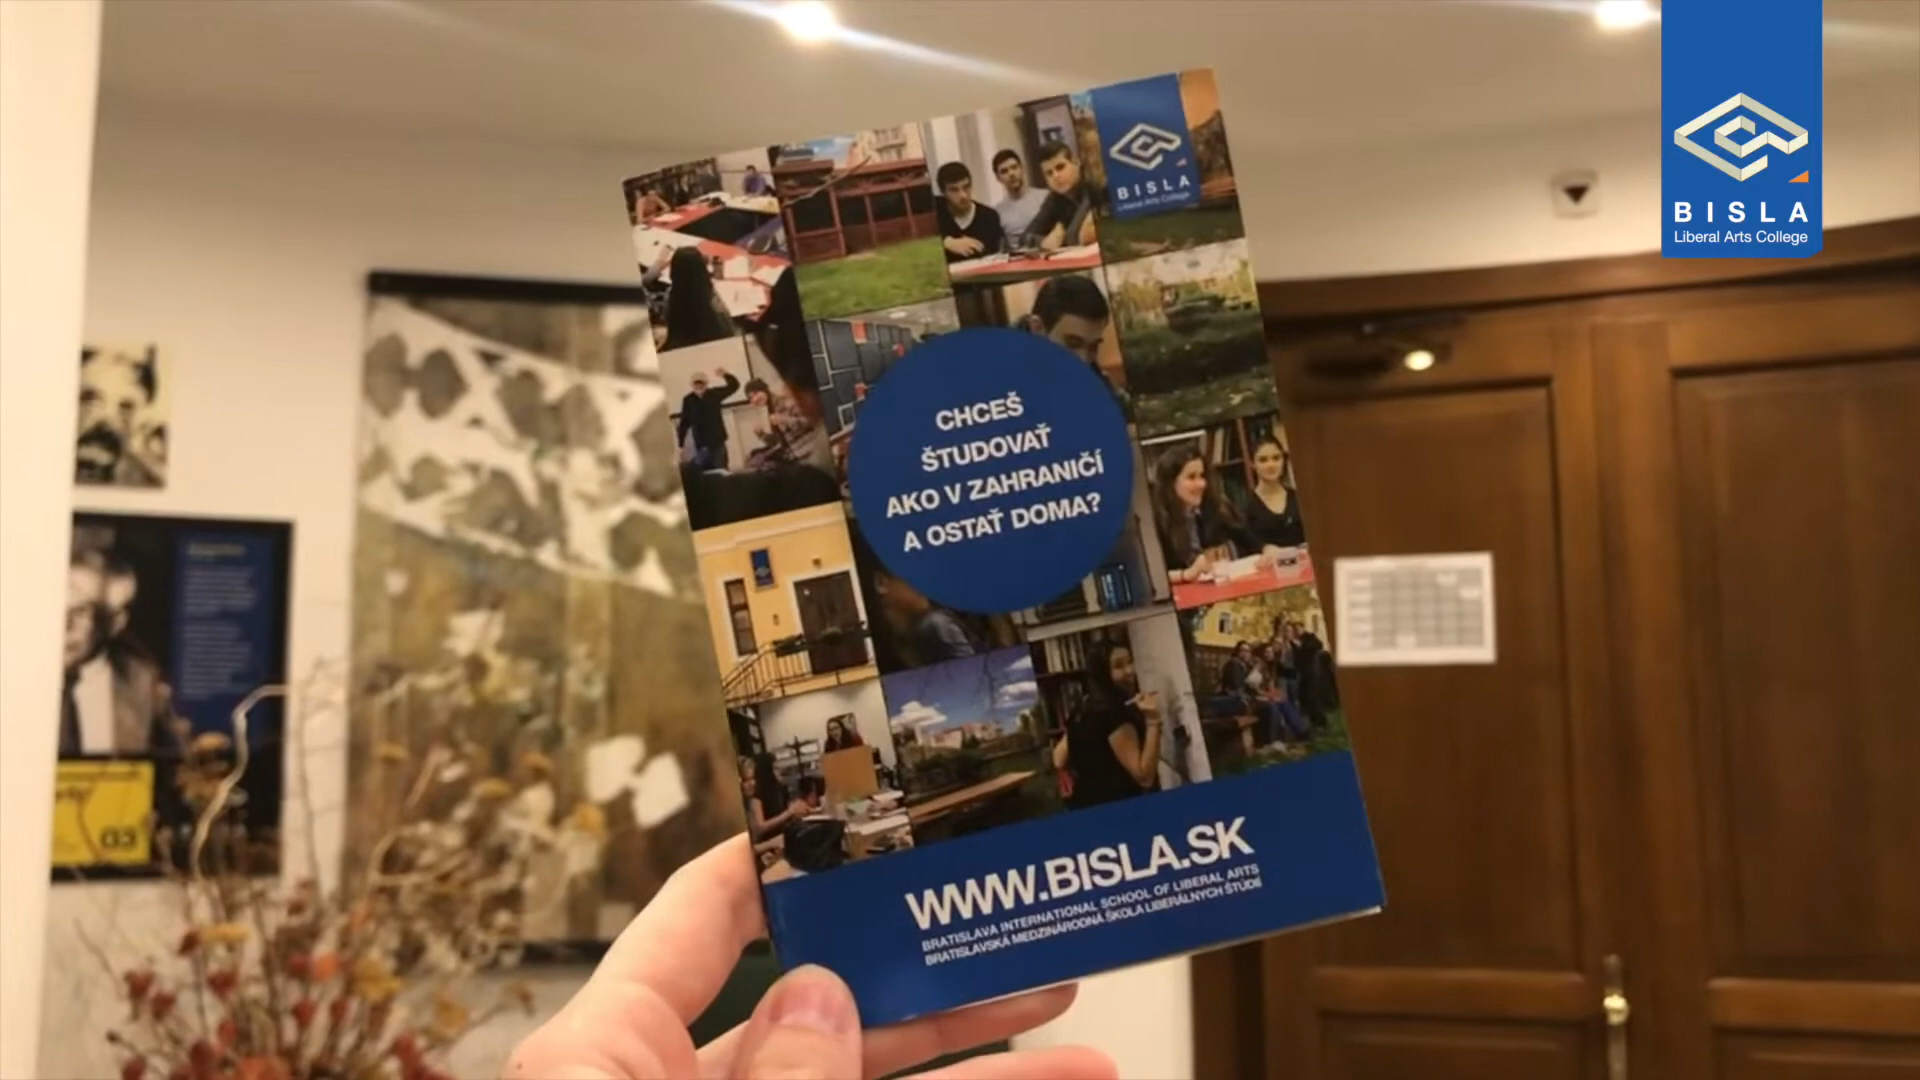 BISLA
Liberal Arts College
BISLA
Liberal Arts College
CHCEŠ
ŠTUDOVAŤ
AKO V ZAHRANIČÍ
A OSTAŤ DOMA?
WWW.BISLA.SK
BRATISLAVA INTERNATIONAL SCHOOL OF LIBERAL ARTS
BRATISLAVSKÁ MEDZINÁRODNÁ ŠKOLA LIBERÁLNYCH ŠTÚDIÍ
03